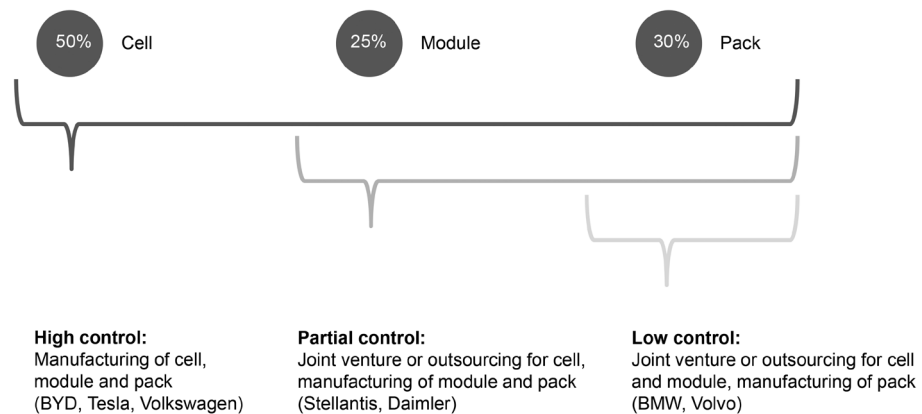 50% Cell
25% Module
30% Pack
High control:
Manufacturing of cell,
module and pack
(BYD, Tesla, Volkswagen)
Partial control:
Joint venture or outsourcing for cell,
manufacturing of module and pack
(Stellantis, Daimler)
Low control:
Joint venture or outsourcing for cell
and module, manufacturing of pack
(BMW, Volvo)